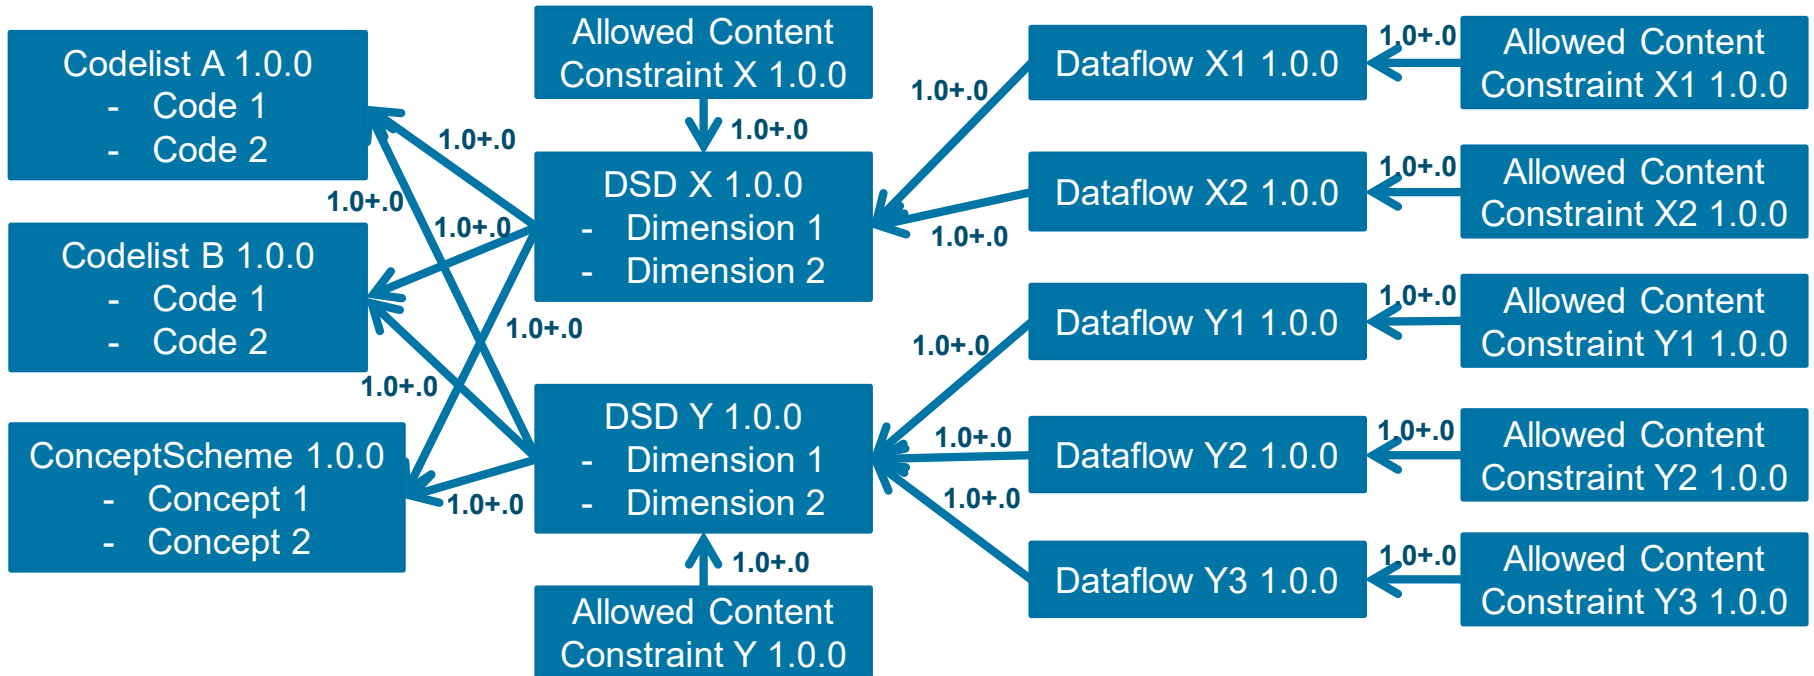 Codelist A 1.0.0
- Code 1
- Code 2
Codelist B 1.0.0
- Code 1
- Code 2
ConceptScheme 1.0.0
- Concept 1
- Concept 2
1.0+.0
1.0+.0
1.0+.0
1.0+.0
1.0+.0
1.0+.0
Allowed Content
Constraint X 1.0.0
1.0+.0
DSD X 1.0.0
- Dimension 1
- Dimension 2
DSD Y 1.0.0
- Dimension 1
- Dimension 2
1.0+.0
Allowed Content
Constraint Y 1.0.0
1.0+.0
1.0+.0
1.0+.0
1.0+.0
1.0+.0
Dataflow X1 1.0.0
Dataflow X2 1.0.0
Dataflow Y1 1.0.0
Dataflow Y2 1.0.0
Dataflow Y3 1.0.0
1.0+.0
1.0+.0
1.0+.0
1.0+.0
1.0+.0
Allowed Content
Constraint X1 1.0.0
Allowed Content
Constraint X2 1.0.0
Allowed Content
Constraint Y1 1.0.0
Allowed Content
Constraint Y2 1.0.0
Allowed Content
Constraint Y3 1.0.0